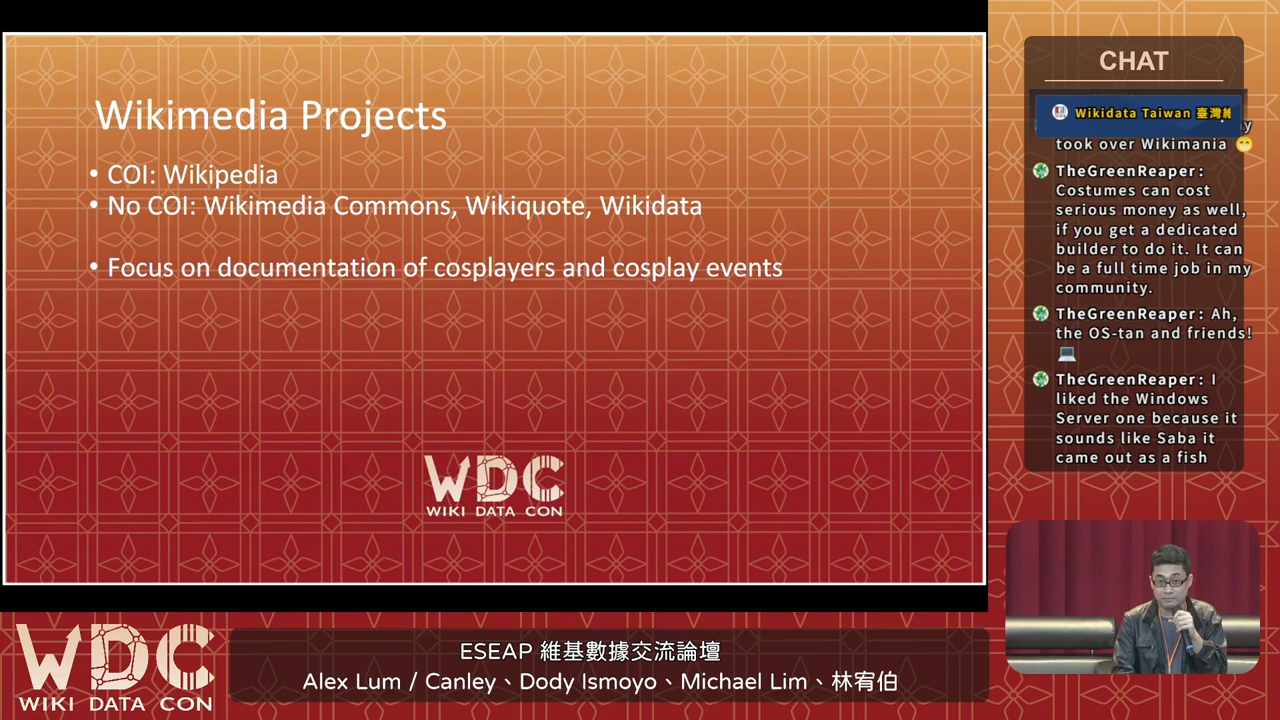 Wikimedia Projects
• COI: Wikipedia
• No COI: Wikimedia Commons, Wikiquote, Wikidata
• Focus on documentation of cosplayers and cosplay events
WDC
WIKI DATA CON
CHAT
Wikidata Taiwan 臺灣維
y
took over Wikimania 😁
TheGreenReaper:
Costumes can cost
serious money as well,
if you get a dedicated
builder to do it. It can
be a full time job in my
community.
TheGreenReaper: Ah,
the OS-tan and friends!
💻
TheGreenReaper: I
liked the Windows
Server one because it
sounds like Saba it
came out as a fish
WDC
WIKI DATA CON
ESEAP 維基數據交流論壇
Alex Lum / Canley、Dody Ismoyo、Michael Lim、林宥伯